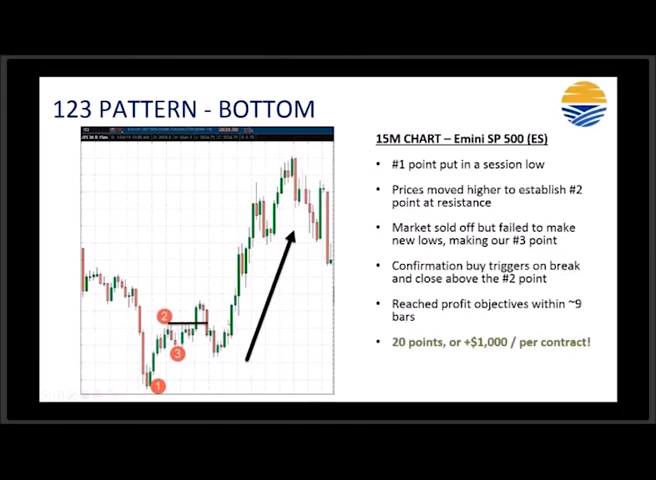 123 PATTERN - BOTTOM
15M CHART – Emini SP 500 (ES)
• #1 point put in a session low
• Prices moved higher to establish #2
point at resistance
• Market sold off but failed to make
new lows, making our #3 point
• Confirmation buy triggers on break
and close above the #2 point
• Reached profit objectives within ~9
bars
• 20 points, or +$1,000 / per contract!
2
3
1